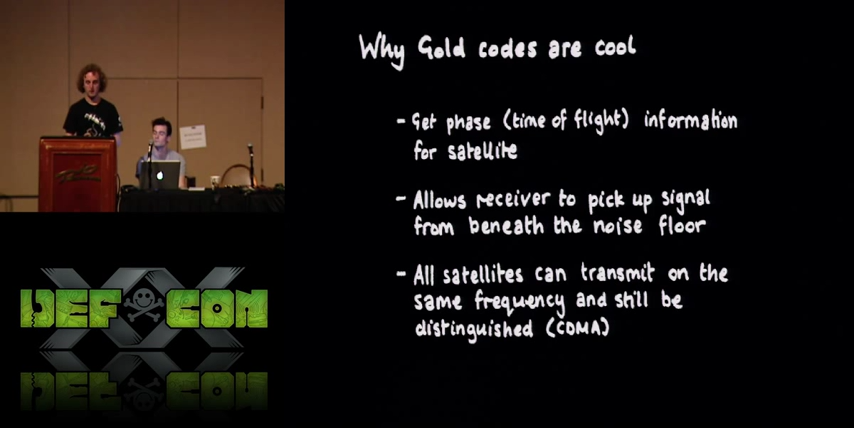 Why Gold codes are cool
- Get phase (time of flight) information
for satellite
- Allows receiver to pick up signal
from beneath the noise floor
- All satellites can transmit on the
same frequency and still be
distinguished (CDMA)
DEF CON
XX